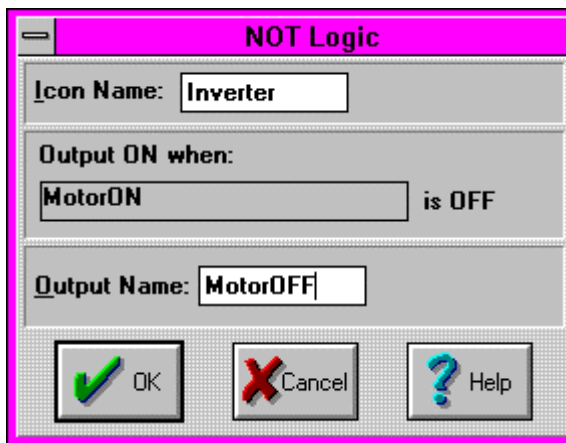 NOT Logic
Icon Name: Inverter
Output ON when:
MotorON is OFF
Output Name: MotorOFF
OK Cancel Help